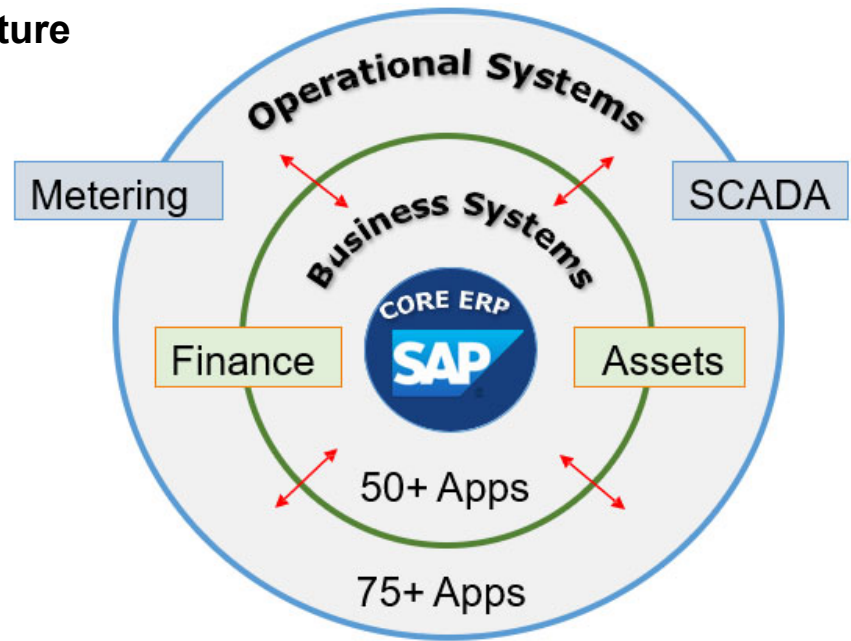 ture
Operational Systems
Metering
SCADA
Business Systems
CORE ERP
SAP
Finance
Assets
50+ Apps
75+ Apps